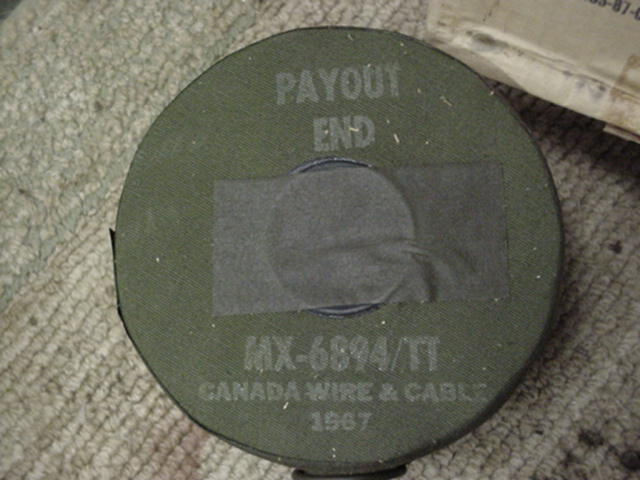 PAYOUT
END
MX-6894/TT
CANADA WIRE & CABLE
1967